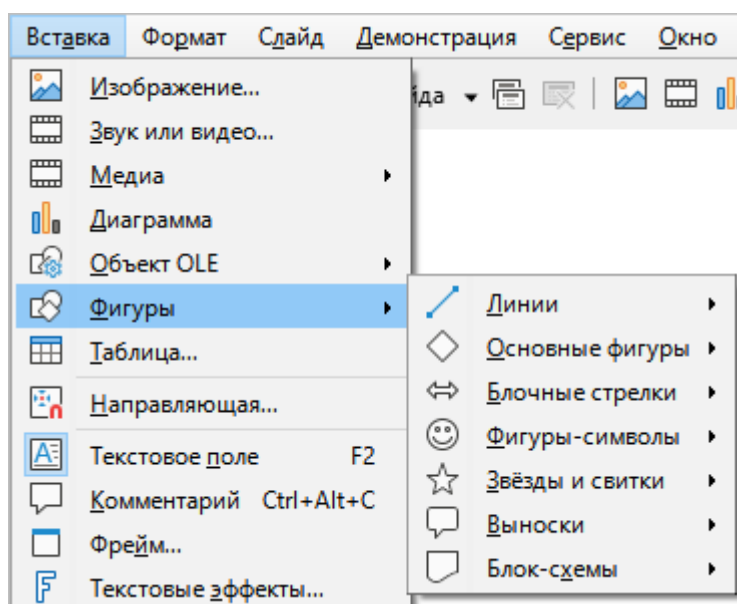 Вставка Формат Слайд Демонстрация Сервис Окно
Изображение...
Звук или видео...
Медиа
Диаграмма
Объект OLE
Фигуры
Таблица...
Направляющая...
Текстовое поле F2
Комментарий Ctrl+Alt+C
Фрейм...
Текстовые эффекты...
Линии
Основные фигуры
Блочные стрелки
Фигуры-символы
Звёзды и свитки
Выноски
Блок-схемы